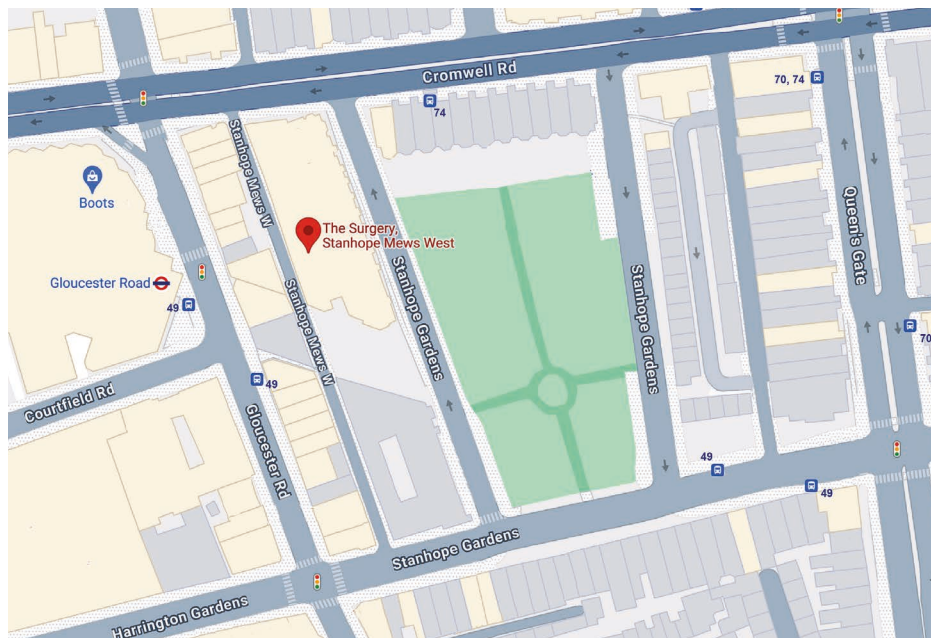 Cromwell Rd
74
70, 74
Stanhope Mews W
Boots
The Surgery,
Stanhope Mews West
Queen's Gate
Gloucester Road
49
Stanhope Gardens
Stanhope Gardens
Stanhope Mews W
70
49
Courtfield Rd
Gloucester Rd
49
49
Stanhope Gardens
Harrington Gardens